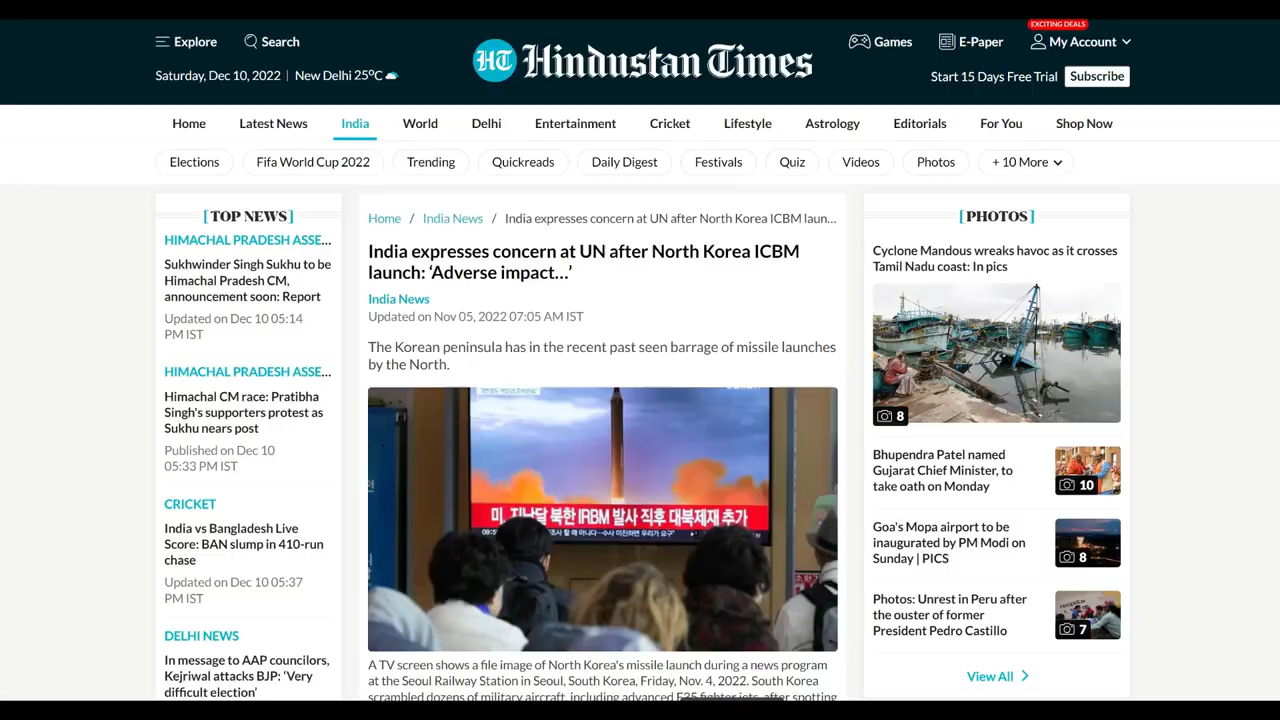 EXCITING DEALS
Explore
Search
HT Hindustan Times
Games
E-Paper
My Account
Saturday, Dec 10, 2022 | New Delhi 25°C
Start 15 Days Free Trial
Subscribe
Home
Latest News
India
World
Delhi
Entertainment
Cricket
Lifestyle
Astrology
Editorials
For You
Shop Now
Elections
Fifa World Cup 2022
Trending
Quickreads
Daily Digest
Festivals
Quiz
Videos
Photos
+ 10 More
[TOP NEWS]
HIMACHAL PRADESH ASSE...
Sukhwinder Singh Sukhu to be
Himachal Pradesh CM,
announcement soon: Report
Updated on Dec 10 05:14
PM IST
HIMACHAL PRADESH ASSE...
Himachal CM race: Pratibha
Singh's supporters protest as
Sukhu nears post
Published on Dec 10
05:33 PM IST
CRICKET
India vs Bangladesh Live
Score: BAN slump in 410-run
chase
Updated on Dec 10 05:37
PM IST
DELHI NEWS
In message to AAP councilors,
Kejriwal attacks BJP: ‘Very
difficult election’
Home / India News / India expresses concern at UN after North Korea ICBM laun...
India expresses concern at UN after North Korea ICBM
launch: ‘Adverse impact…’
India News
Updated on Nov 05, 2022 07:05 AM IST
The Korean peninsula has in the recent past seen barrage of missile launches
by the North.
미, 지난달 북한 IRBM 발사 직후 대북제재 추가
A TV screen shows a file image of North Korea's missile launch during a news program
at the Seoul Railway Station in Seoul, South Korea, Friday, Nov. 4, 2022. South Korea
scrambled dozens of military aircraft, including advanced F35 fighter jets, after spotting
[PHOTOS]
Cyclone Mandous wreaks havoc as it crosses
Tamil Nadu coast: In pics
8
Bhupendra Patel named
Gujarat Chief Minister, to
take oath on Monday
10
Goa's Mopa airport to be
inaugurated by PM Modi on
Sunday | PICS
8
Photos: Unrest in Peru after
the ouster of former
President Pedro Castillo
7
View All